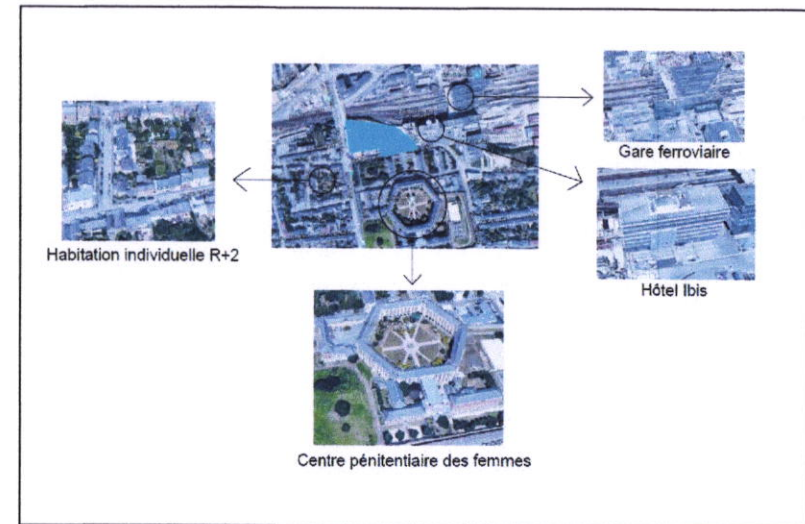 Gare ferroviaire
Habitation individuelle R+2
Hôtel Ibis
Centre pénitentiaire des femmes